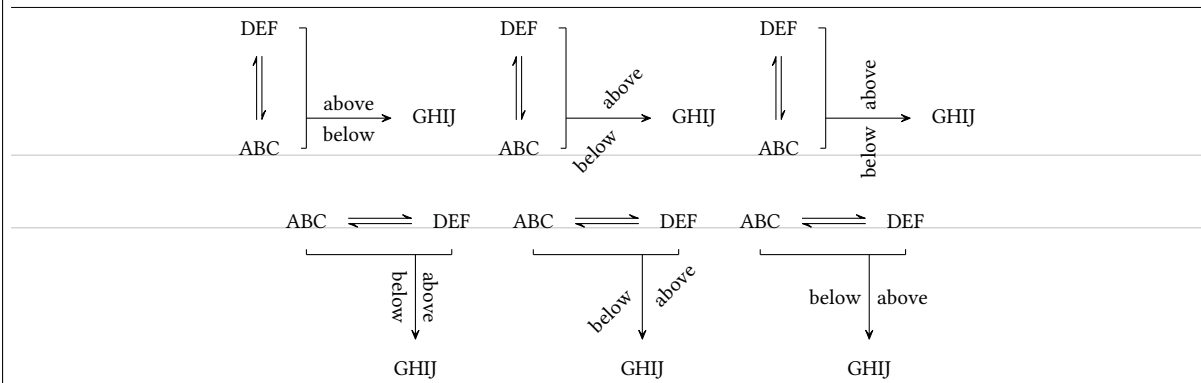 DEF DEF DEF
above above above
GHIJ GHIJ GHIJ
below below below
ABC ABC ABC
ABC DEF ABC DEF ABC DEF
below above below above below above
GHIJ GHIJ GHIJ